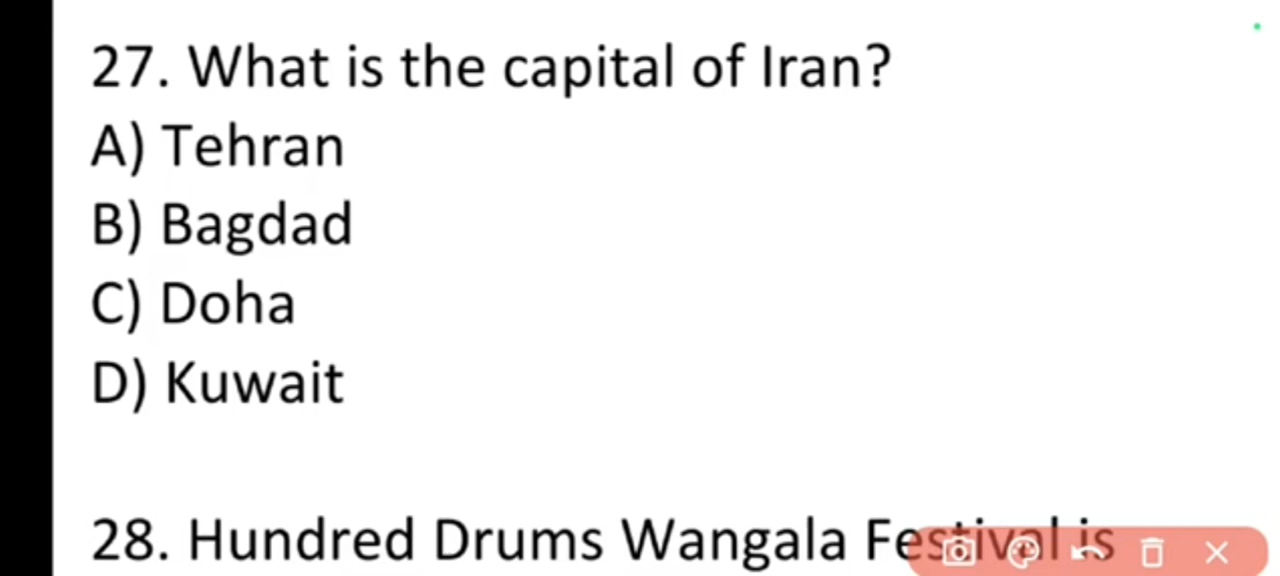 27. What is the capital of Iran?
A) Tehran
B) Bagdad
C) Doha
D) Kuwait
28. Hundred Drums Wangala Festival is